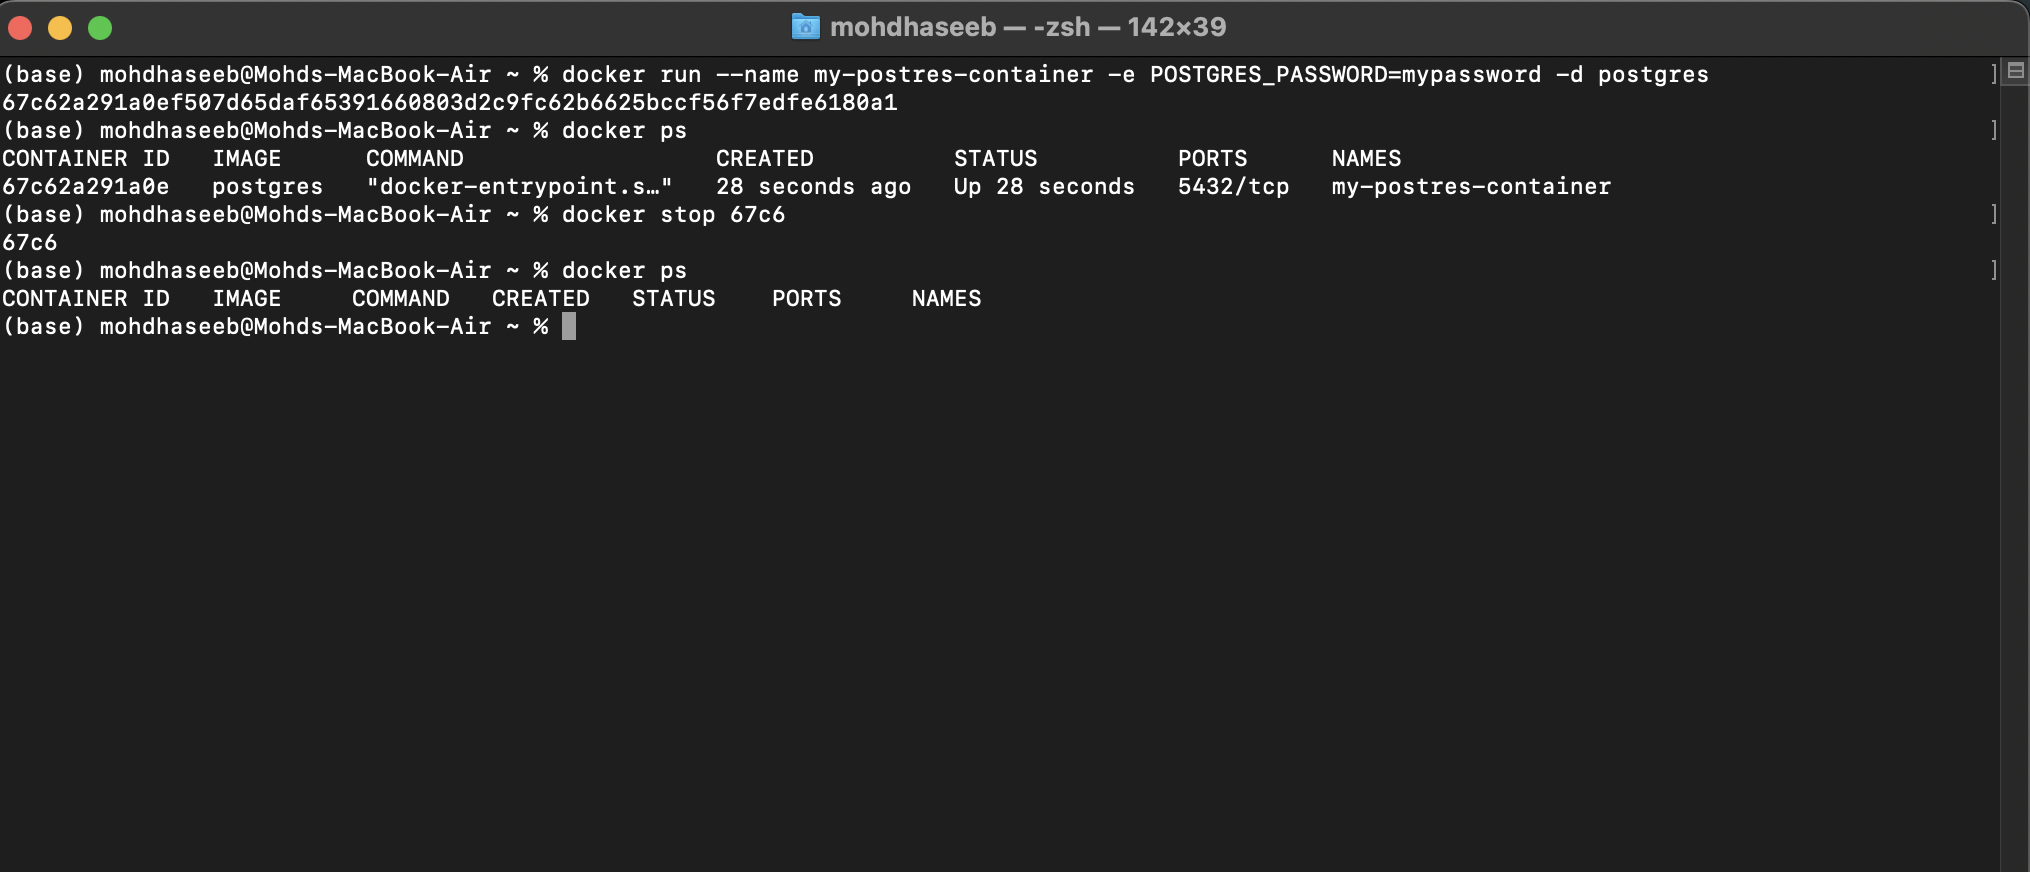 mohdhaseeb — -zsh — 142×39
(base) mohdhaseeb@Mohds-MacBook-Air ~ % docker run --name my-postres-container -e POSTGRES_PASSWORD=mypassword -d postgres
67c62a291a0ef507d65daf65391660803d2c9fc62b6625bccf56f7edfe6180a1
(base) mohdhaseeb@Mohds-MacBook-Air ~ % docker ps
CONTAINER ID   IMAGE      COMMAND                  CREATED          STATUS          PORTS      NAMES
67c62a291a0e   postgres   "docker-entrypoint.s…"   28 seconds ago   Up 28 seconds   5432/tcp   my-postres-container
(base) mohdhaseeb@Mohds-MacBook-Air ~ % docker stop 67c6
67c6
(base) mohdhaseeb@Mohds-MacBook-Air ~ % docker ps
CONTAINER ID   IMAGE     COMMAND   CREATED   STATUS    PORTS     NAMES
(base) mohdhaseeb@Mohds-MacBook-Air ~ %